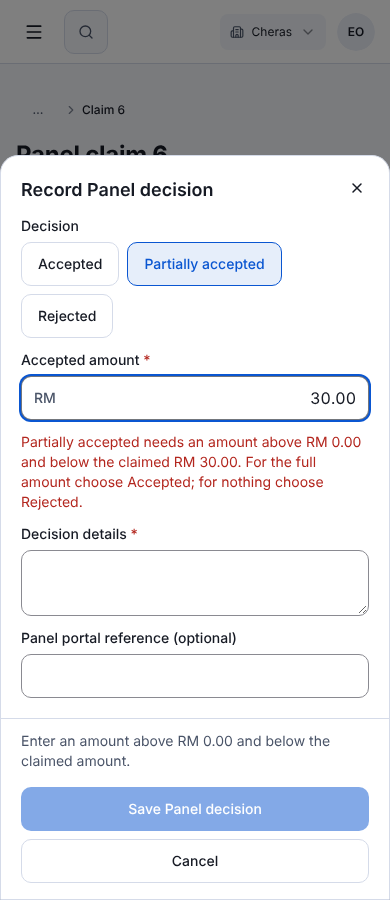 Cheras
EO
...
Claim 6
Panel claim 6
Record Panel decision
Decision
Accepted
Partially accepted
Rejected
Accepted amount *
RM
30.00
Partially accepted needs an amount above RM 0.00
and below the claimed RM 30.00. For the full
amount choose Accepted; for nothing choose
Rejected.
Decision details *
Panel portal reference (optional)
Enter an amount above RM 0.00 and below the
claimed amount.
Save Panel decision
Cancel